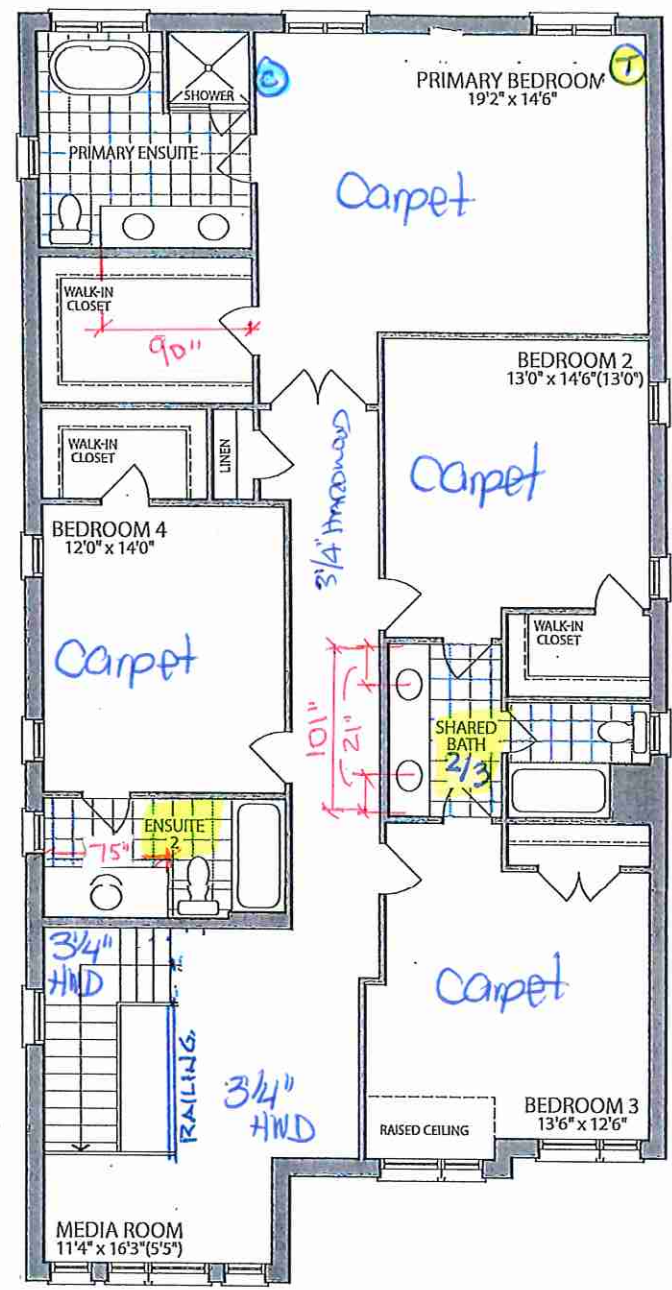 SHOWER
C
T
PRIMARY BEDROOM
19'2" x 14'6"
PRIMARY ENSUITE
Carpet
WALK-IN
CLOSET
90"
BEDROOM 2
13'0" x 14'6"(13'0")
WALK-IN
CLOSET
LINEN
3 1/4" HARDWOOD
Carpet
BEDROOM 4
12'0" x 14'0"
Carpet
WALK-IN
CLOSET
101"
21"
SHARED
BATH
2/3
ENSUITE
2
75"
3 1/4"
HWD
RAILING
Carpet
3 1/4"
HWD
RAISED CEILING
BEDROOM 3
13'6" x 12'6"
MEDIA ROOM
11'4" x 16'3"(5'5")